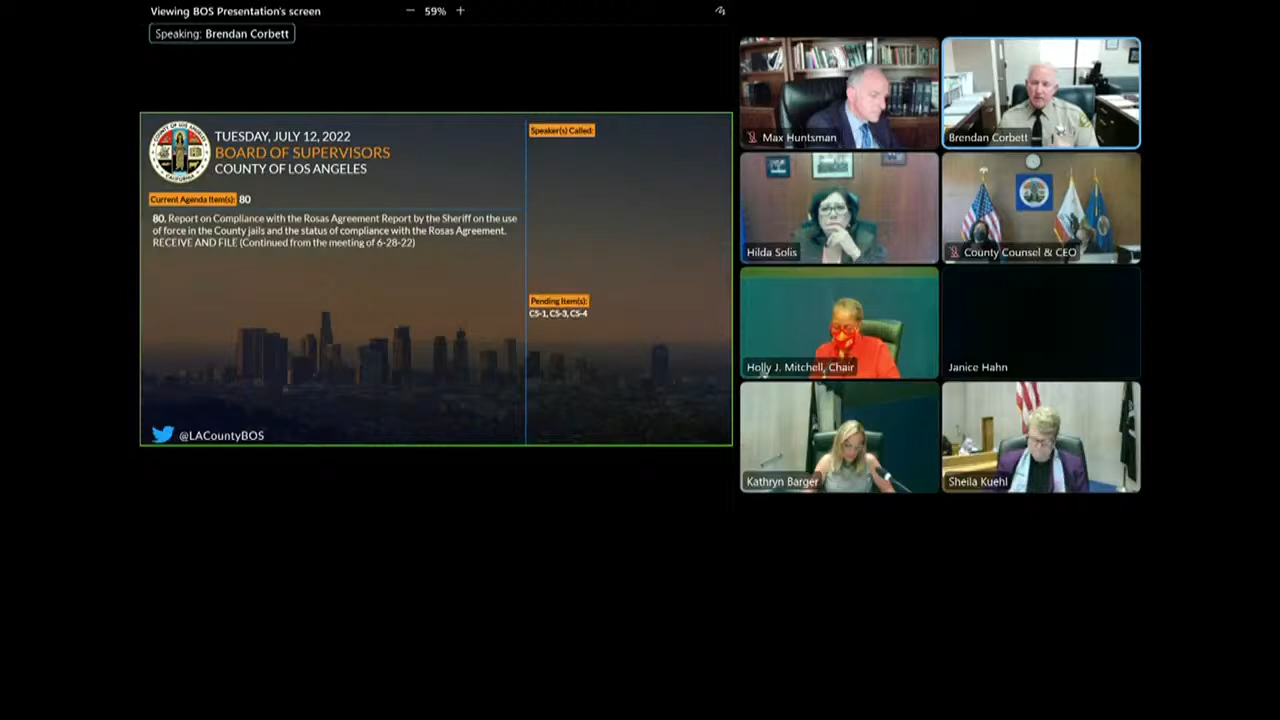 Viewing BOS Presentation's screen
59%
Speaking: Brendan Corbett
TUESDAY, JULY 12, 2022
BOARD OF SUPERVISORS
COUNTY OF LOS ANGELES
Current Agenda Item(s): 80
80. Report on Compliance with the Rosas Agreement Report by the Sheriff on the use
of force in the County jails and the status of compliance with the Rosas Agreement.
RECEIVE AND FILE (Continued from the meeting of 6-28-22)
@LACountyBOS
Speaker(s) Called:
Pending Item(s):
CS-1, CS-3, CS-4
Max Huntsman
Brendan Corbett
Hilda Solis
County Counsel & CEO
Holly J. Mitchell, Chair
Janice Hahn
Kathryn Barger
Sheila Kuehl